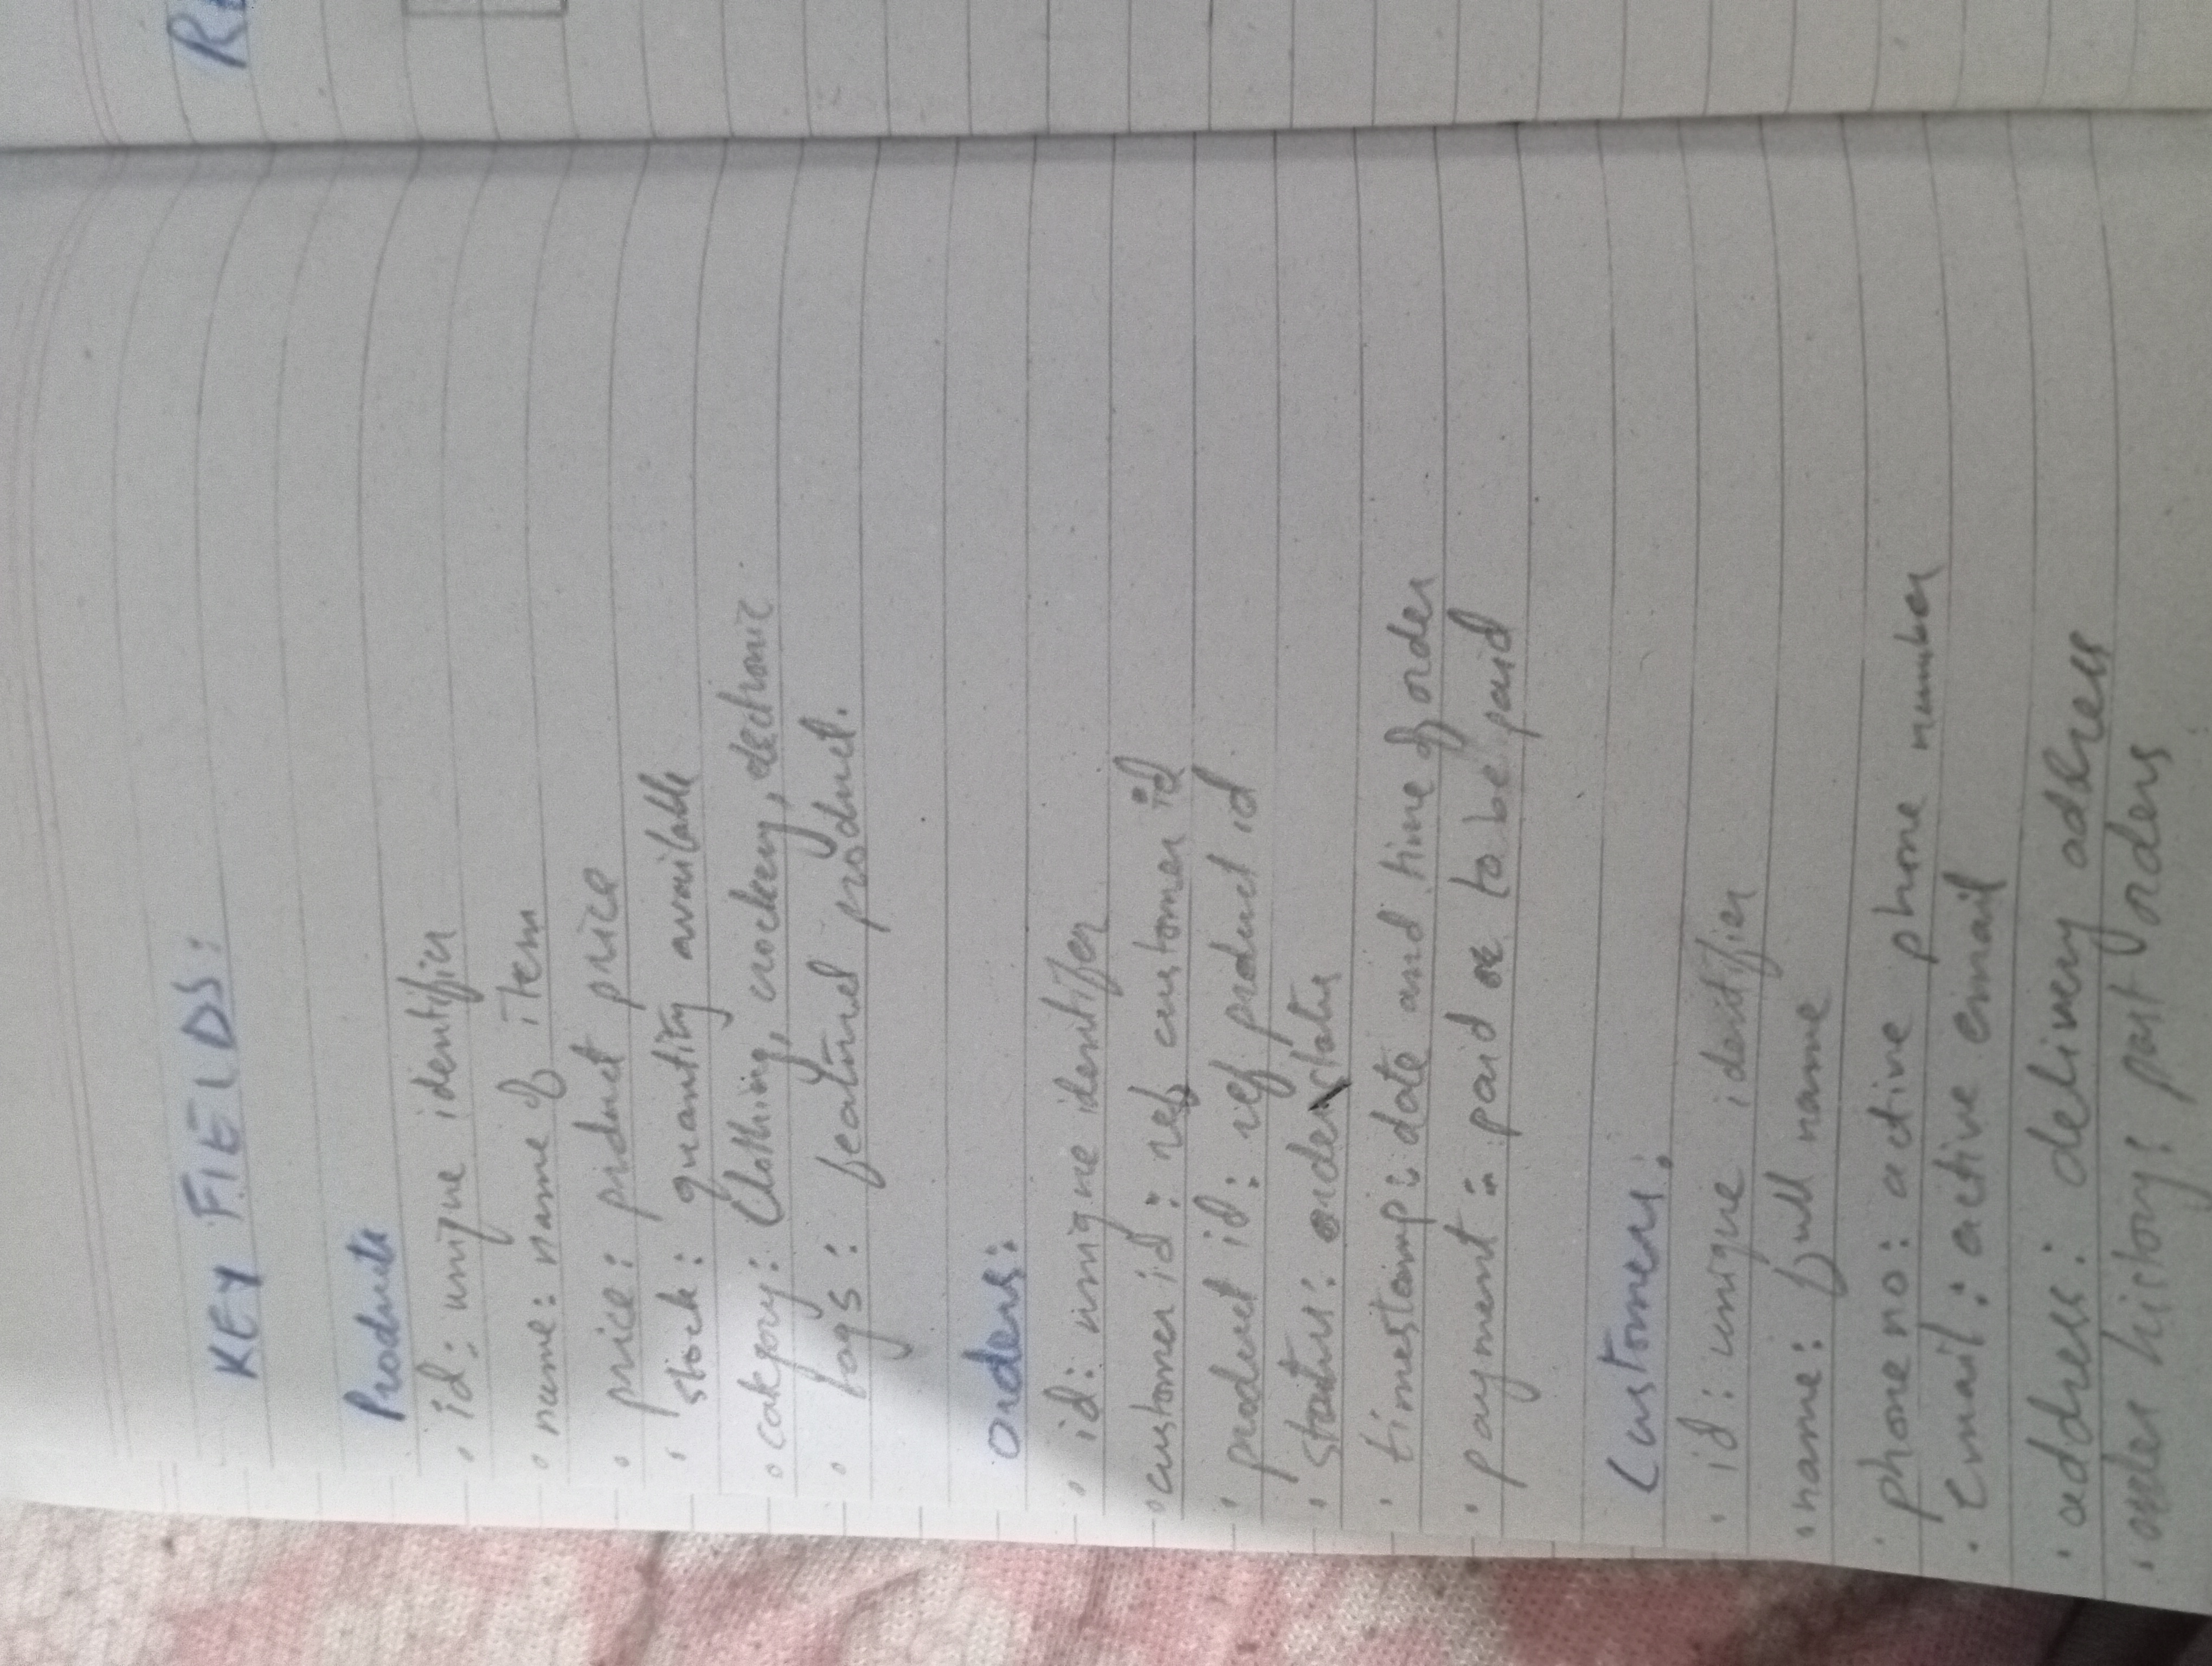 KEY FIELDS:
RE
Products
• id: unique identifier
• name: name of item
• price: product price
• stock: quantity available
• category: Clothing, crockery, electronic
• tags: featured product.
Orders:
• id: unique identifer
• customer id: ref customer id
• product id: ref product id
• status: order status
• timestamp: date and time of order
• payment: paid or to be paid
Customers:
• id: unique identifier
• name: full name
• phone no: active phone number
• email: active email
• address: delivery address
• order history: past orders